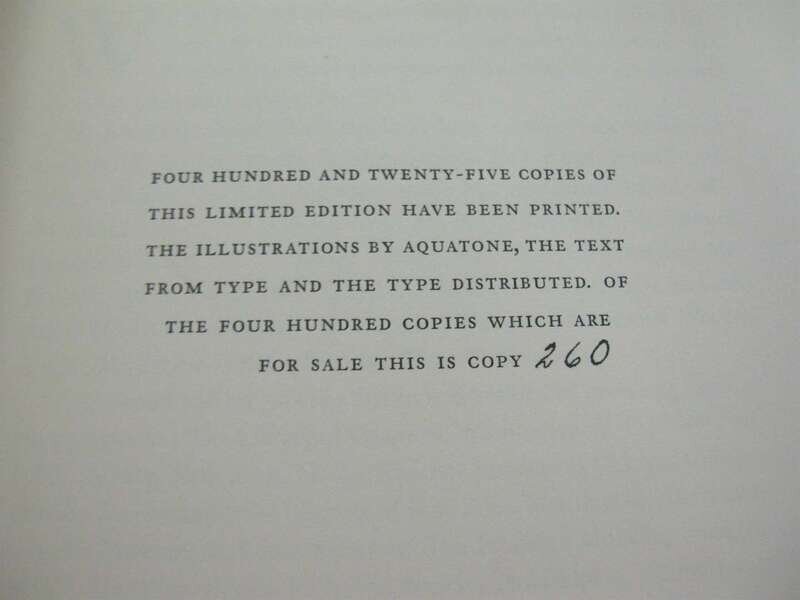 FOUR HUNDRED AND TWENTY-FIVE COPIES OF
THIS LIMITED EDITION HAVE BEEN PRINTED.
THE ILLUSTRATIONS BY AQUATONE, THE TEXT
FROM TYPE AND THE TYPE DISTRIBUTED. OF
THE FOUR HUNDRED COPIES WHICH ARE
FOR SALE THIS IS COPY 260